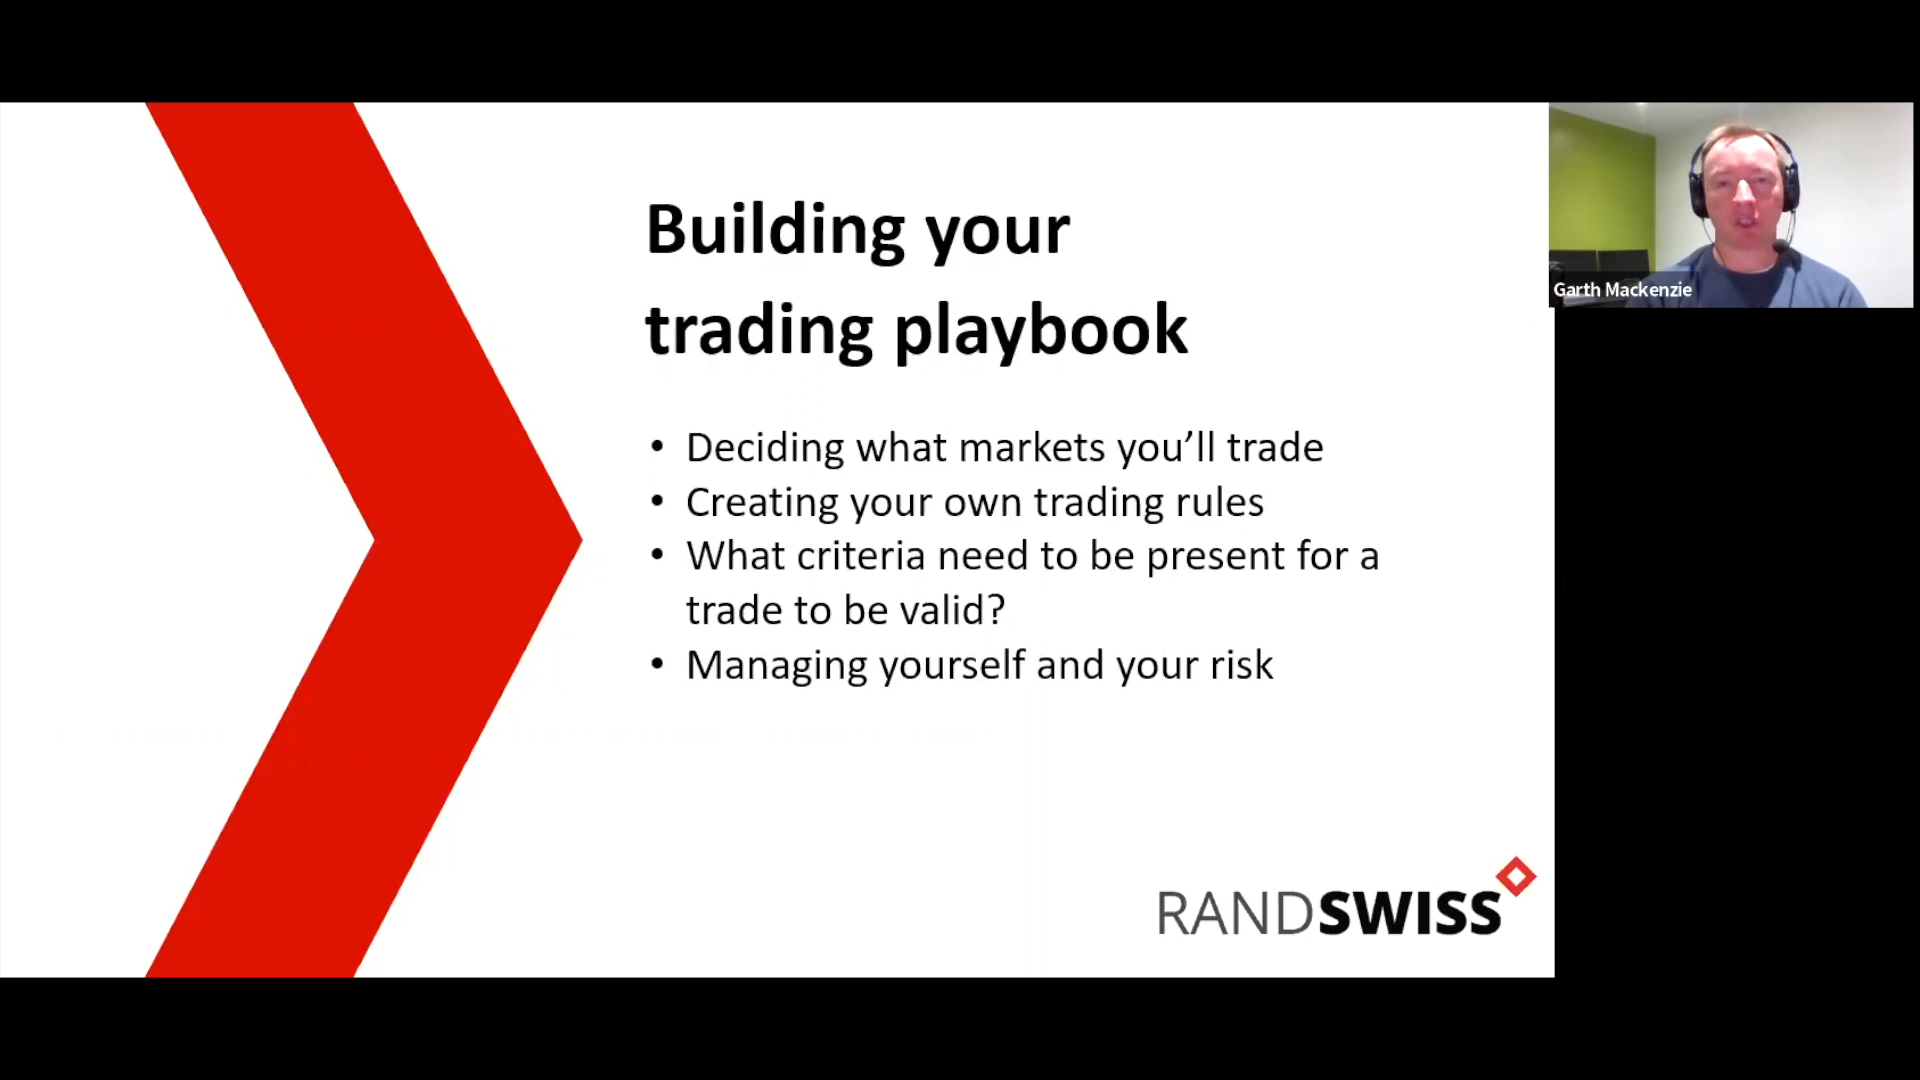 Building your
trading playbook
• Deciding what markets you’ll trade
• Creating your own trading rules
• What criteria need to be present for a
trade to be valid?
• Managing yourself and your risk
RANDSWISS
Garth Mackenzie